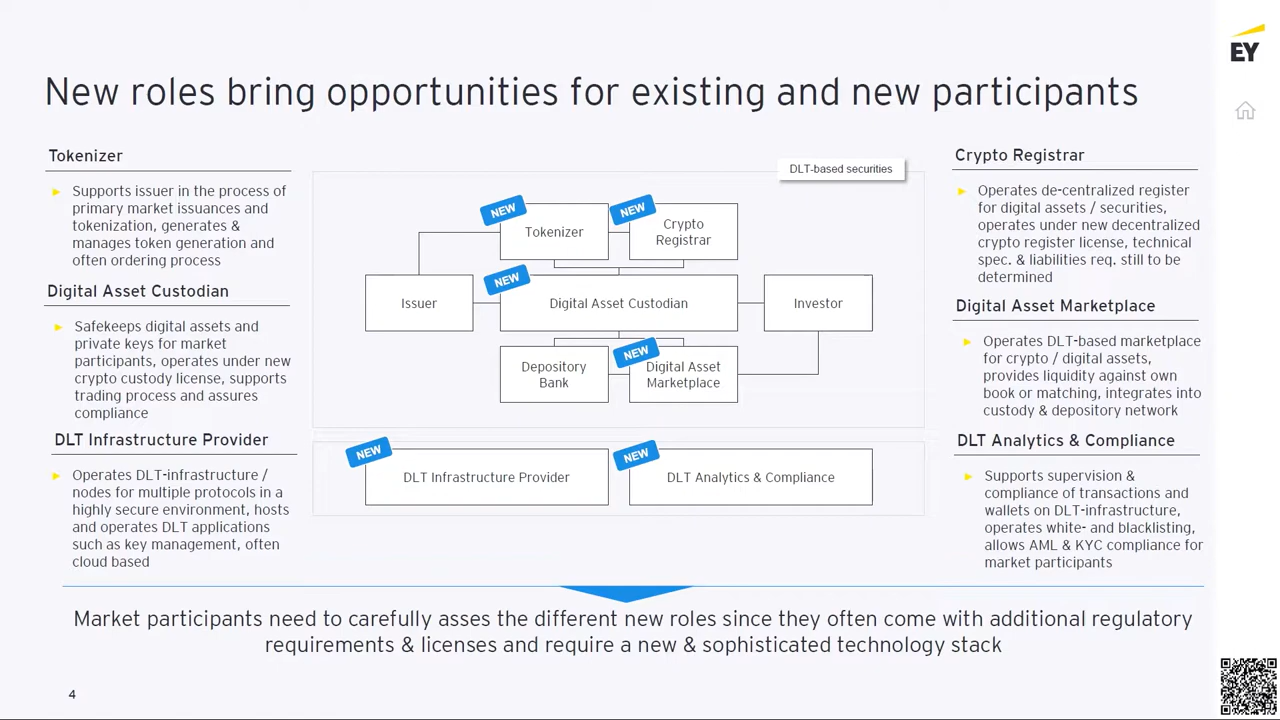 EY
New roles bring opportunities for existing and new participants
Tokenizer
Supports issuer in the process of
primary market issuances and
tokenization, generates &
manages token generation and
often ordering process
Digital Asset Custodian
Safekeeps digital assets and
private keys for market
participants, operates under new
crypto custody license, supports
trading process and assures
compliance
DLT Infrastructure Provider
Operates DLT-infrastructure /
nodes for multiple protocols in a
highly secure environment, hosts
and operates DLT applications
such as key management, often
cloud based
DLT-based securities
NEW
Tokenizer
NEW
Crypto
Registrar
Issuer
NEW
Digital Asset Custodian
Investor
Depository
Bank
NEW
Digital Asset
Marketplace
NEW
DLT Infrastructure Provider
NEW
DLT Analytics & Compliance
Crypto Registrar
Operates de-centralized register
for digital assets / securities,
operates under new decentralized
crypto register license, technical
spec. & liabilities req. still to be
determined
Digital Asset Marketplace
Operates DLT-based marketplace
for crypto / digital assets,
provides liquidity against own
book or matching, integrates into
custody & depository network
DLT Analytics & Compliance
Supports supervision &
compliance of transactions and
wallets on DLT-infrastructure,
operates white- and blacklisting,
allows AML & KYC compliance for
market participants
Market participants need to carefully asses the different new roles since they often come with additional regulatory
requirements & licenses and require a new & sophisticated technology stack
4